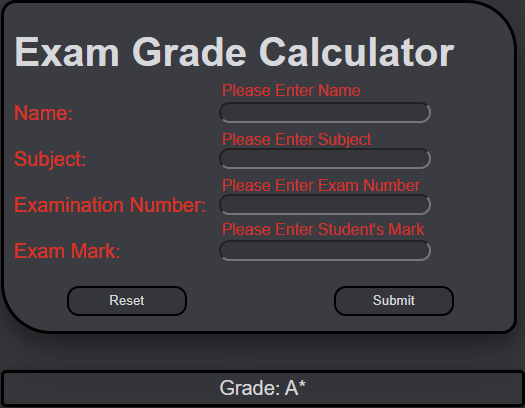 Exam Grade Calculator
Please Enter Name
Name:
Please Enter Subject
Subject:
Please Enter Exam Number
Examination Number:
Please Enter Student's Mark
Exam Mark:
Reset Submit
Grade: A*